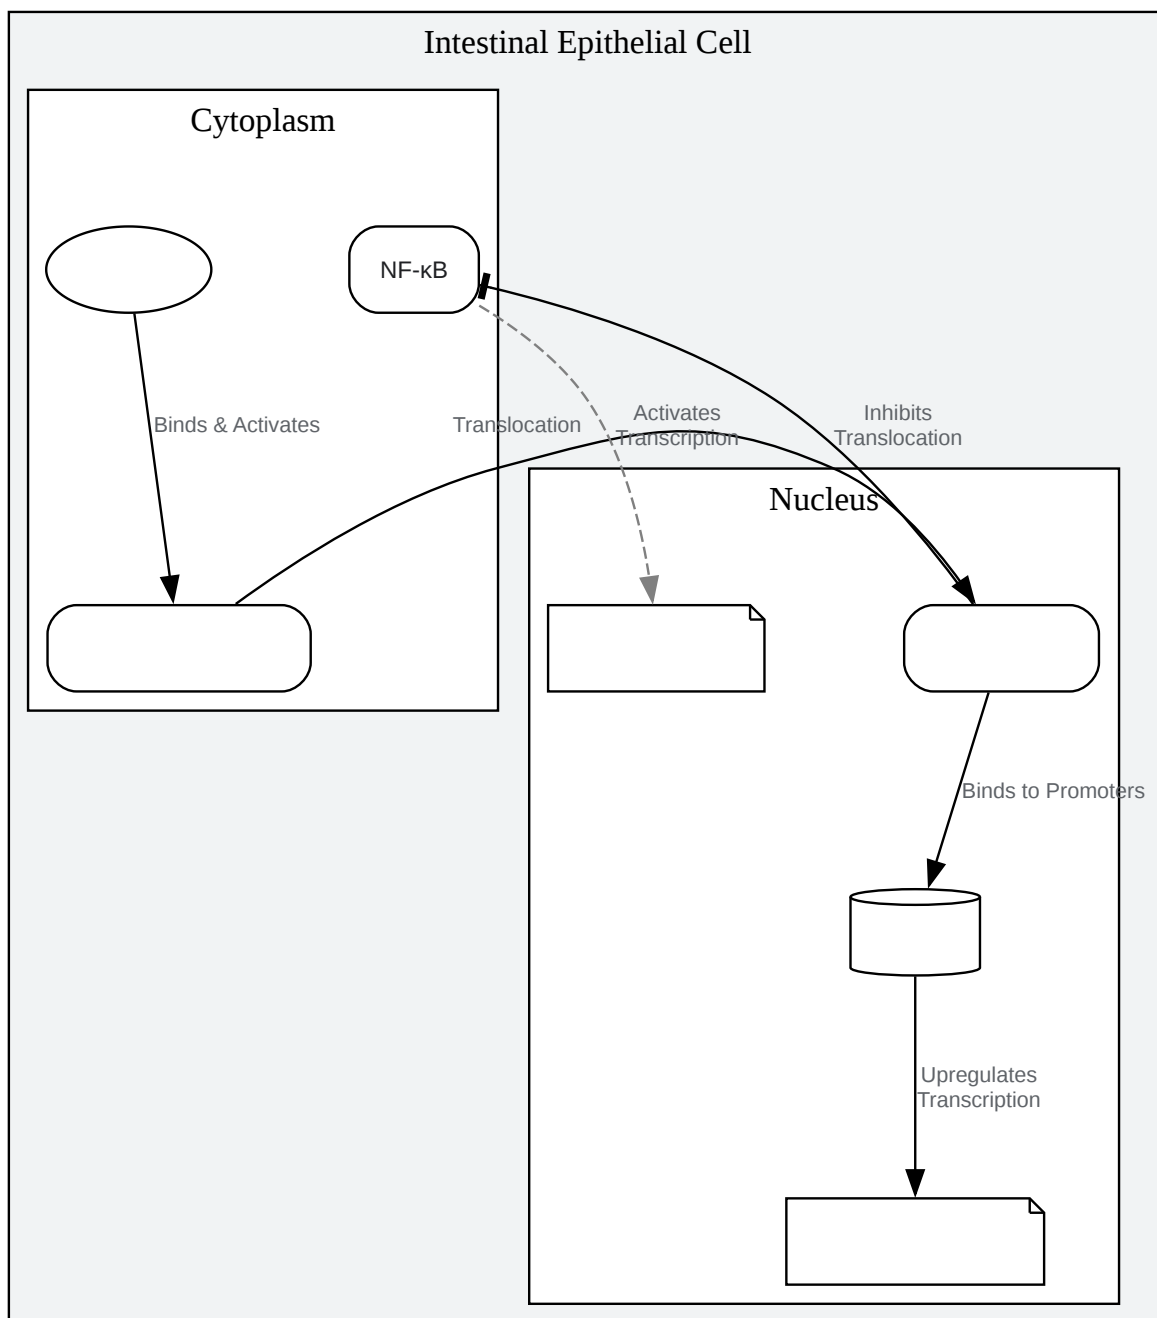 Intestinal Epithelial Cell
Cytoplasm
NF-κB
Binds & Activates
Translocation
Activates
Transcription
Inhibits
Translocation
Nucleus
Binds to Promoters
Upregulates
Transcription